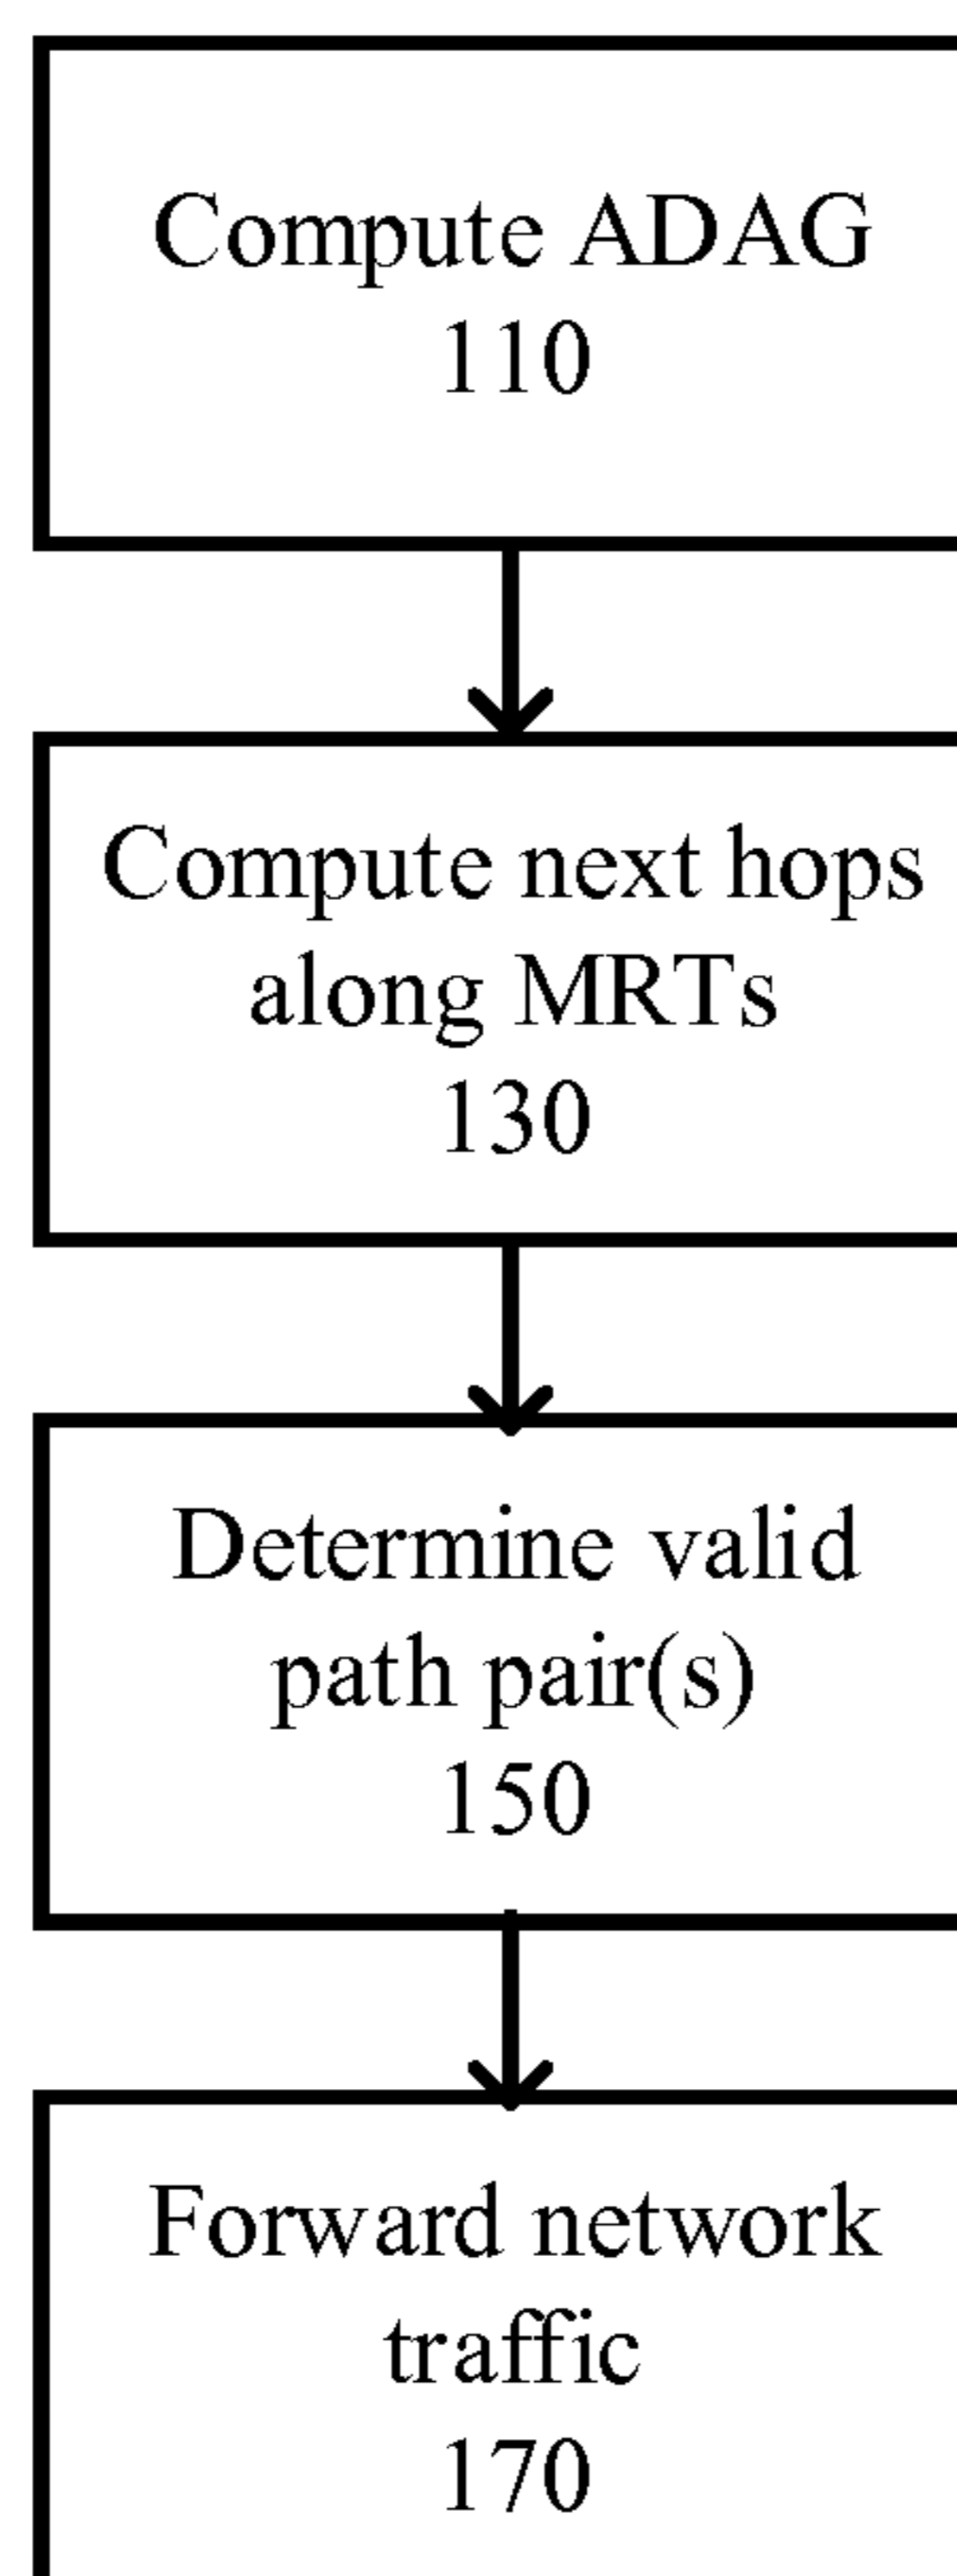 Compute ADAG
110
Compute next hops
along MRTs
130
Determine valid
path pair(s)
150
Forward network
traffic
170